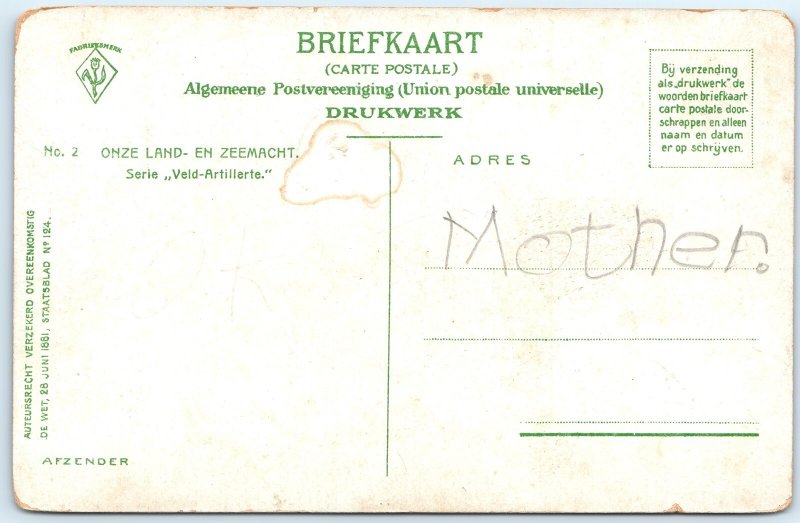 FABRIEKSMERK
BRIEFKAART
(CARTE POSTALE)
Algemeene Postvereeniging (Union postale universelle)
DRUKWERK
Bij verzending
als „drukwerk" de
woorden briefkaart
carte postale door-
schrappen en alleen
naam en datum
er op schrijven.
No. 2 ONZE LAND- EN ZEEMACHT.
Serie „Veld-Artillerie."
ADRES
Mother.
AUTEURSRECHT VERZEKERD OVEREENKOMSTIG
DE WET, 28 JUNI 1881, STAATSBLAD Nº 124.
AFZENDER